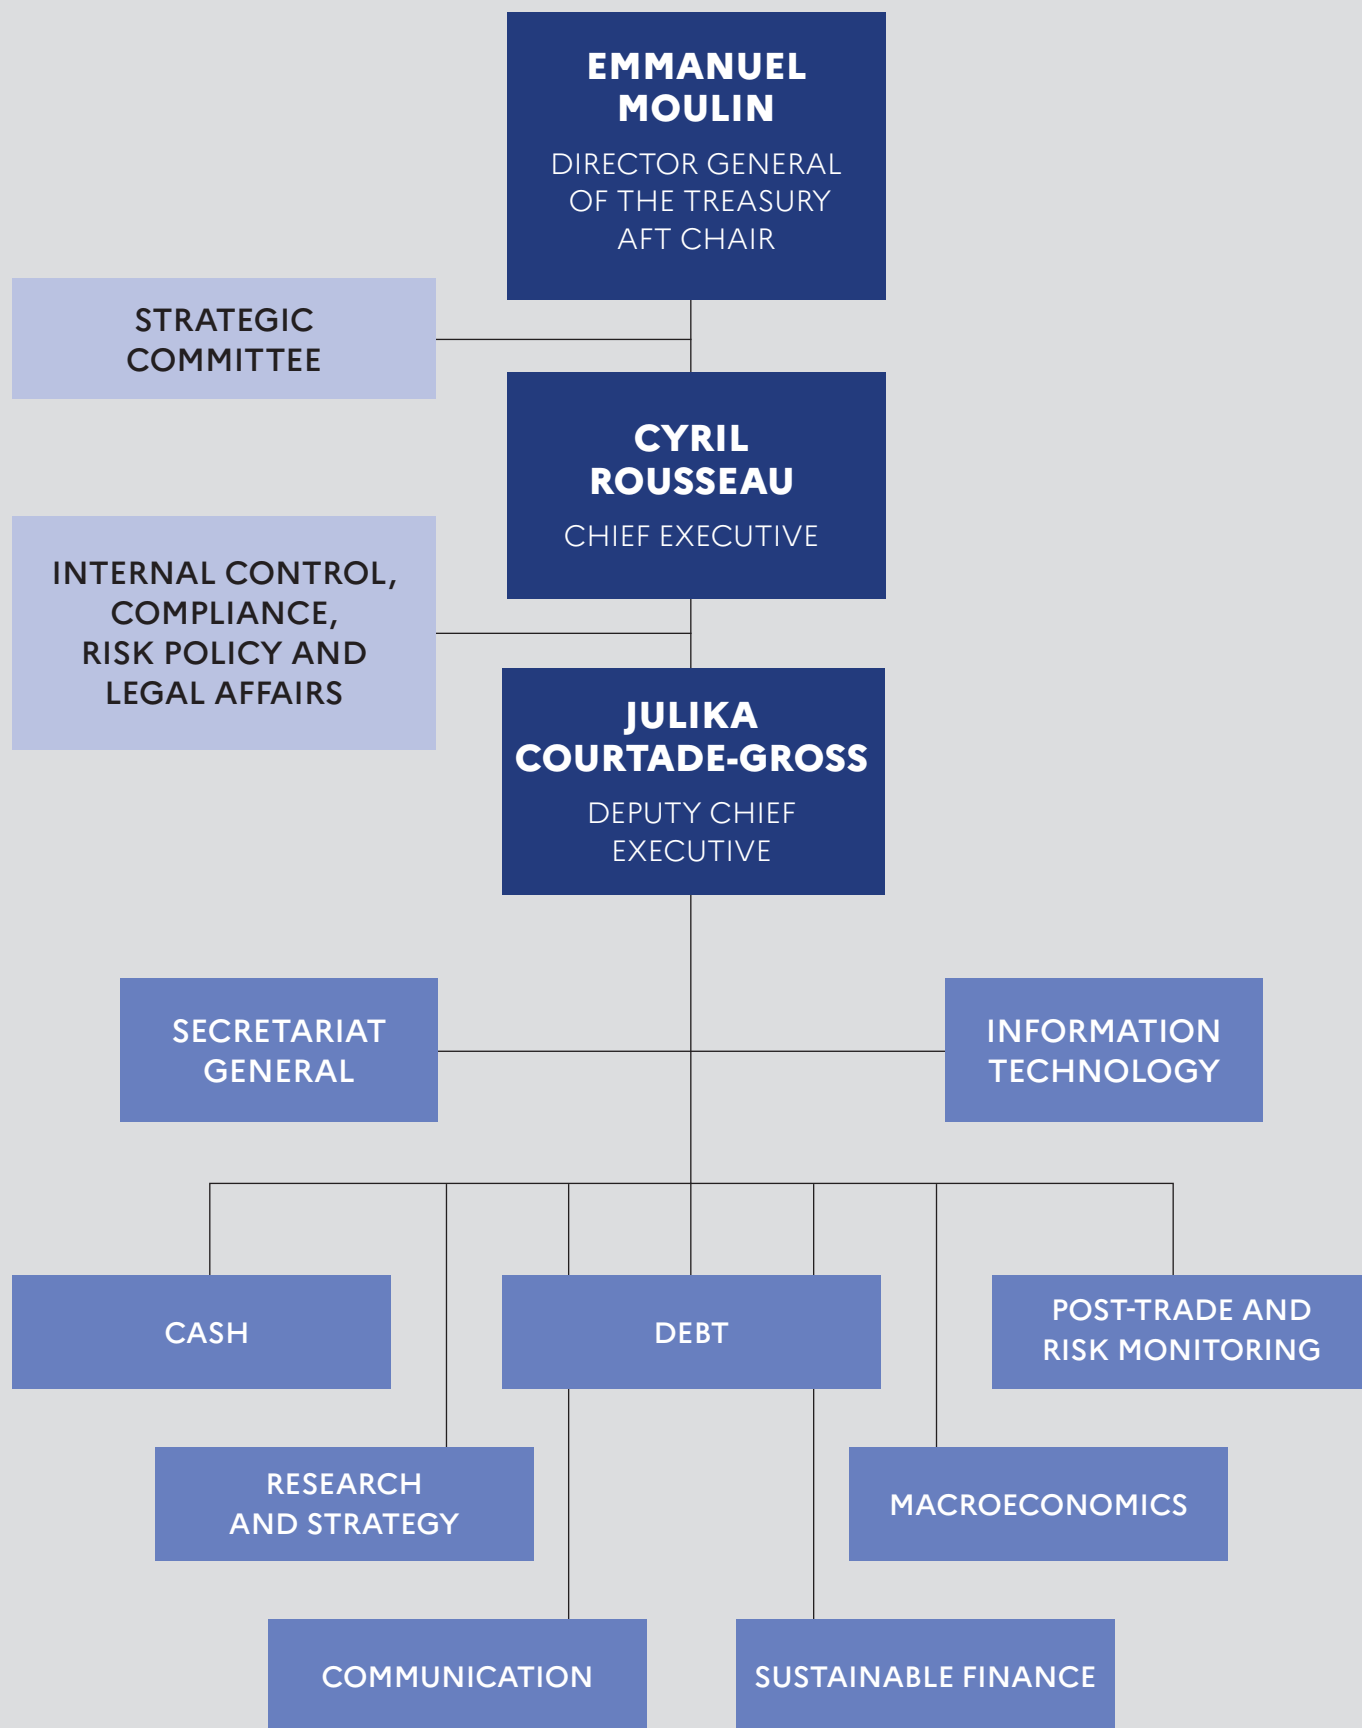 EMMANUEL
MOULIN
DIRECTOR GENERAL
OF THE TREASURY
AFT CHAIR
STRATEGIC
COMMITTEE
CYRIL
ROUSSEAU
CHIEF EXECUTIVE
INTERNAL CONTROL,
COMPLIANCE,
RISK POLICY AND
LEGAL AFFAIRS
JULIKA
COURTADE-GROSS
DEPUTY CHIEF
EXECUTIVE
SECRETARIAT
GENERAL
INFORMATION
TECHNOLOGY
CASH
DEBT
POST-TRADE AND
RISK MONITORING
RESEARCH
AND STRATEGY
MACROECONOMICS
COMMUNICATION
SUSTAINABLE FINANCE